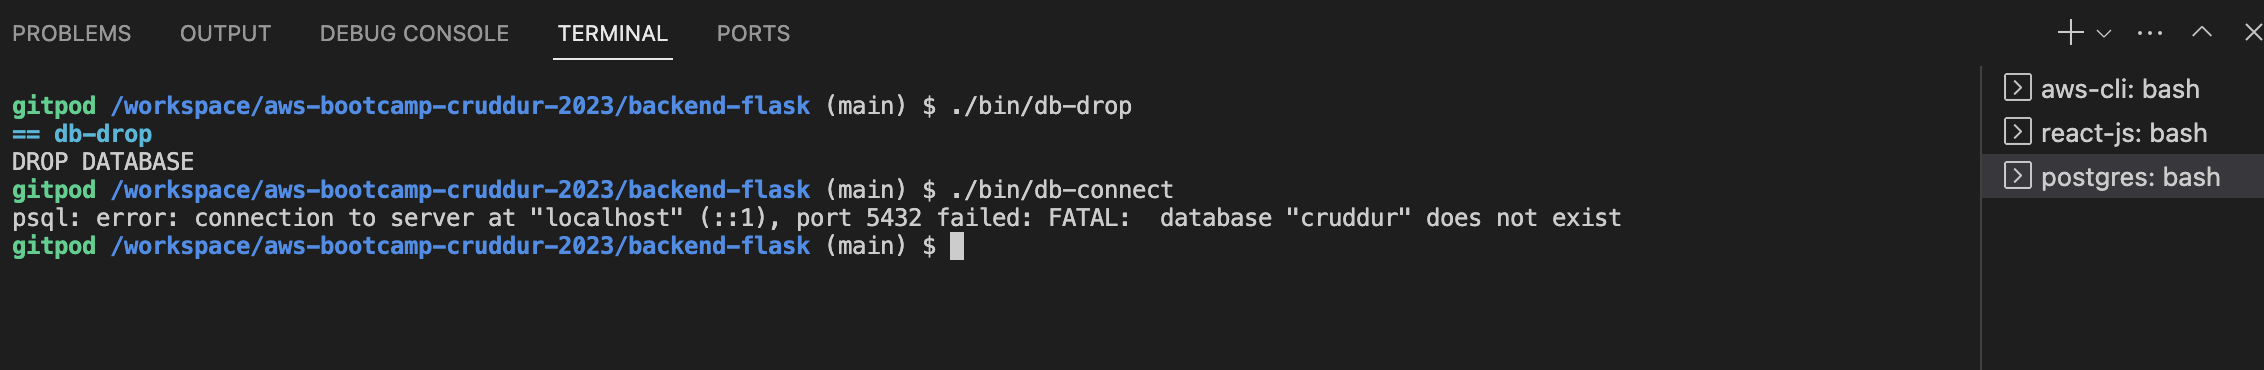 PROBLEMS OUTPUT DEBUG CONSOLE TERMINAL PORTS
gitpod /workspace/aws-bootcamp-cruddur-2023/backend-flask (main) $ ./bin/db-drop
== db-drop
DROP DATABASE
gitpod /workspace/aws-bootcamp-cruddur-2023/backend-flask (main) $ ./bin/db-connect
psql: error: connection to server at "localhost" (::1), port 5432 failed: FATAL:  database "cruddur" does not exist
gitpod /workspace/aws-bootcamp-cruddur-2023/backend-flask (main) $
aws-cli: bash
react-js: bash
postgres: bash